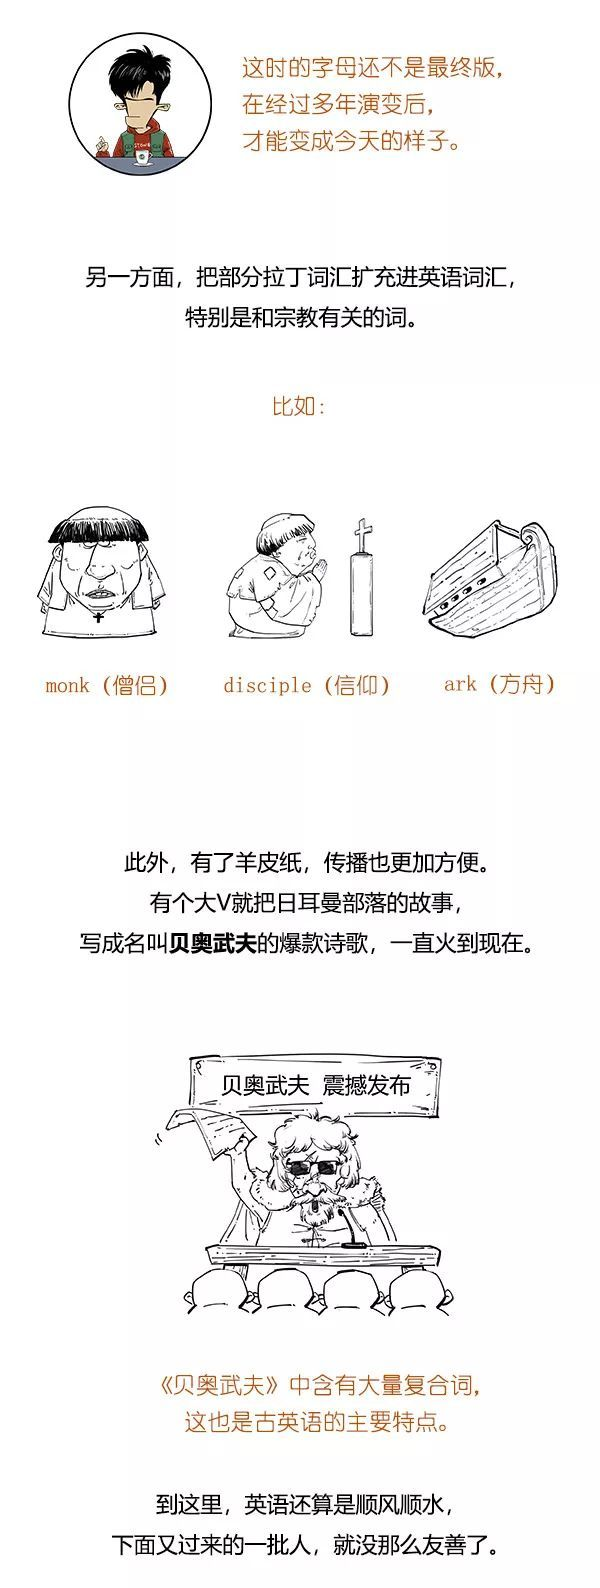 这时的字母还不是最终版，
在经过多年演变后，
才能变成今天的样子。
另一方面，把部分拉丁词汇扩充进英语词汇，
特别是和宗教有关的词。
比如：
monk (僧侣)
disciple (信仰)
ark (方舟)
此外，有了羊皮纸，传播也更加方便。
有个大V就把日耳曼部落的故事，
写成名叫贝奥武夫的爆款诗歌，一直火到现在。
贝奥武夫 震撼发布
《贝奥武夫》中含有大量复合词，
这也是古英语的主要特点。
到这里，英语还算是顺风顺水，
下面又过来的一批人，就没那么友善了。